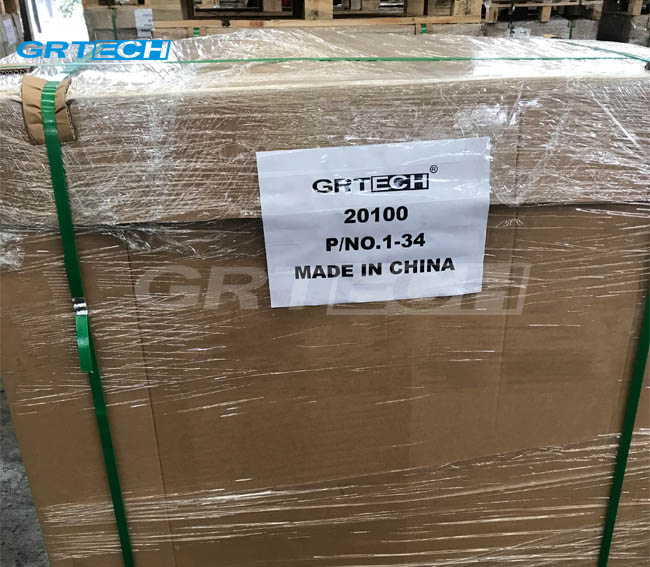 GRTECH
GRTECH®
20100
P/NO.1-34
MADE IN CHINA
GRTECH